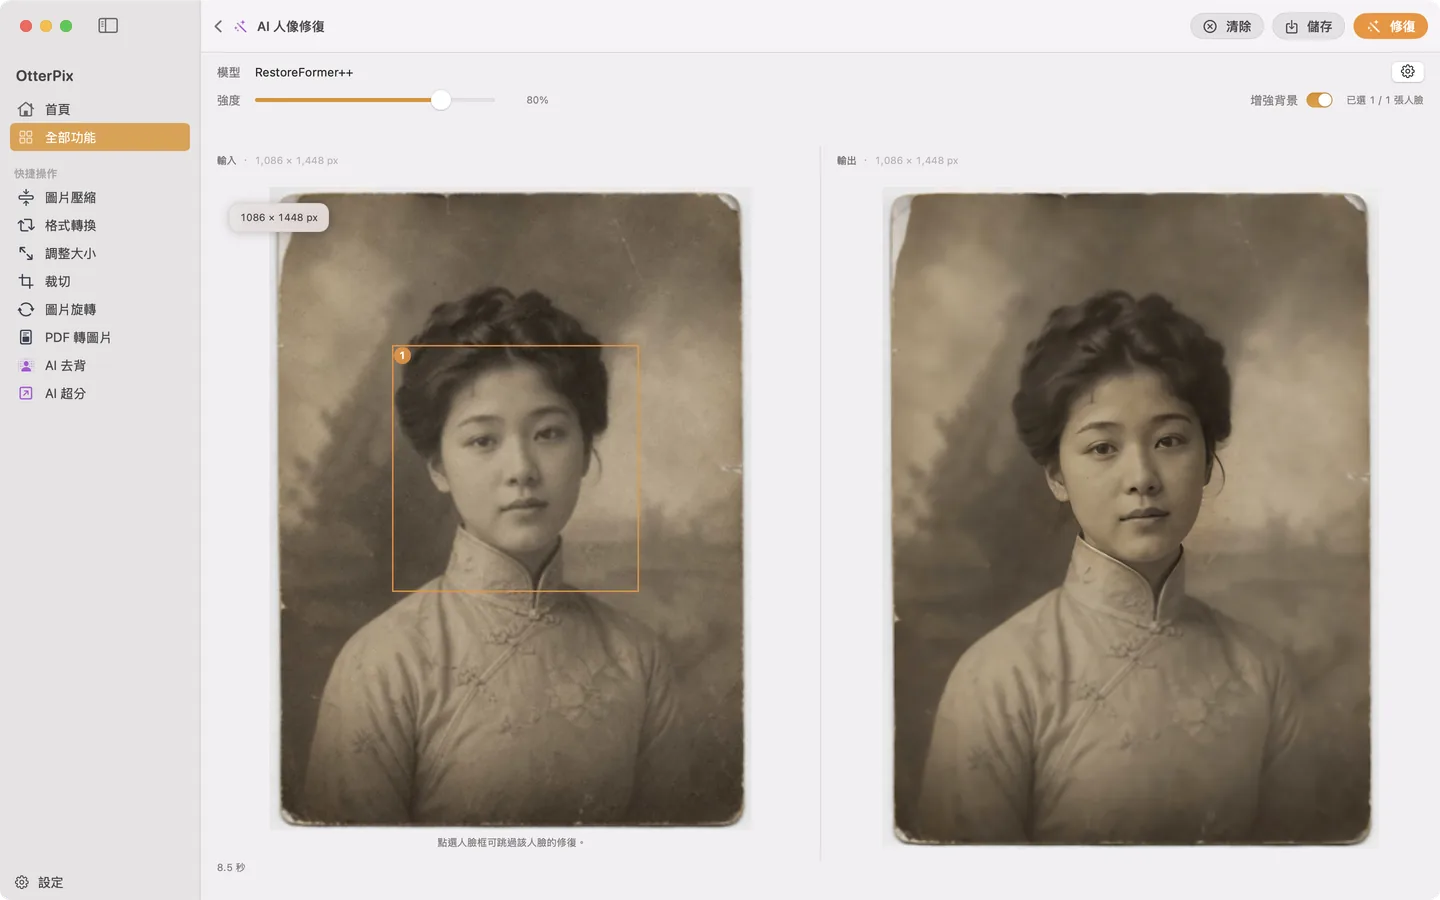 AI 人像修復
清除
儲存
修復
OtterPix
首頁
全部功能
快捷操作
圖片壓縮
格式轉換
調整大小
裁切
圖片旋轉
PDF 轉圖片
AI 去背
AI 超分
設定
模型 RestoreFormer++
強度 80%
增強背景 已選 1 / 1 張人臉
輸入 · 1,086 × 1,448 px
輸出 · 1,086 × 1,448 px
1086 × 1448 px
1
點選人臉框可跳過該人臉的修復。
8.5 秒